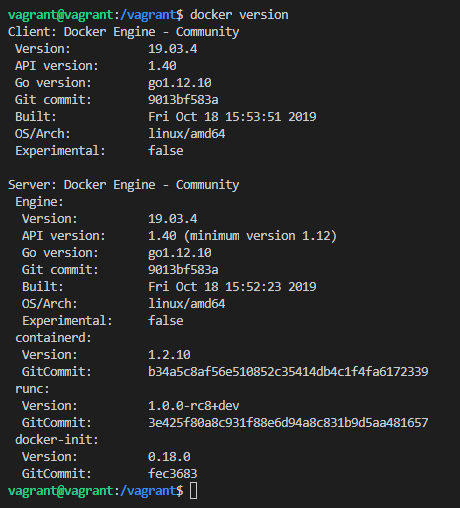 vagrant@vagrant:/vagrant$ docker version
Client: Docker Engine - Community
 Version:           19.03.4
 API version:       1.40
 Go version:        go1.12.10
 Git commit:        9013bf583a
 Built:             Fri Oct 18 15:53:51 2019
 OS/Arch:           linux/amd64
 Experimental:      false

Server: Docker Engine - Community
 Engine:
  Version:          19.03.4
  API version:      1.40 (minimum version 1.12)
  Go version:       go1.12.10
  Git commit:       9013bf583a
  Built:            Fri Oct 18 15:52:23 2019
  OS/Arch:          linux/amd64
  Experimental:     false
 containerd:
  Version:          1.2.10
  GitCommit:        b34a5c8af56e510852c35414db4c1f4fa6172339
 runc:
  Version:          1.0.0-rc8+dev
  GitCommit:        3e425f80a8c931f88e6d94a8c831b9d5aa481657
 docker-init:
  Version:          0.18.0
  GitCommit:        fec3683
vagrant@vagrant:/vagrant$